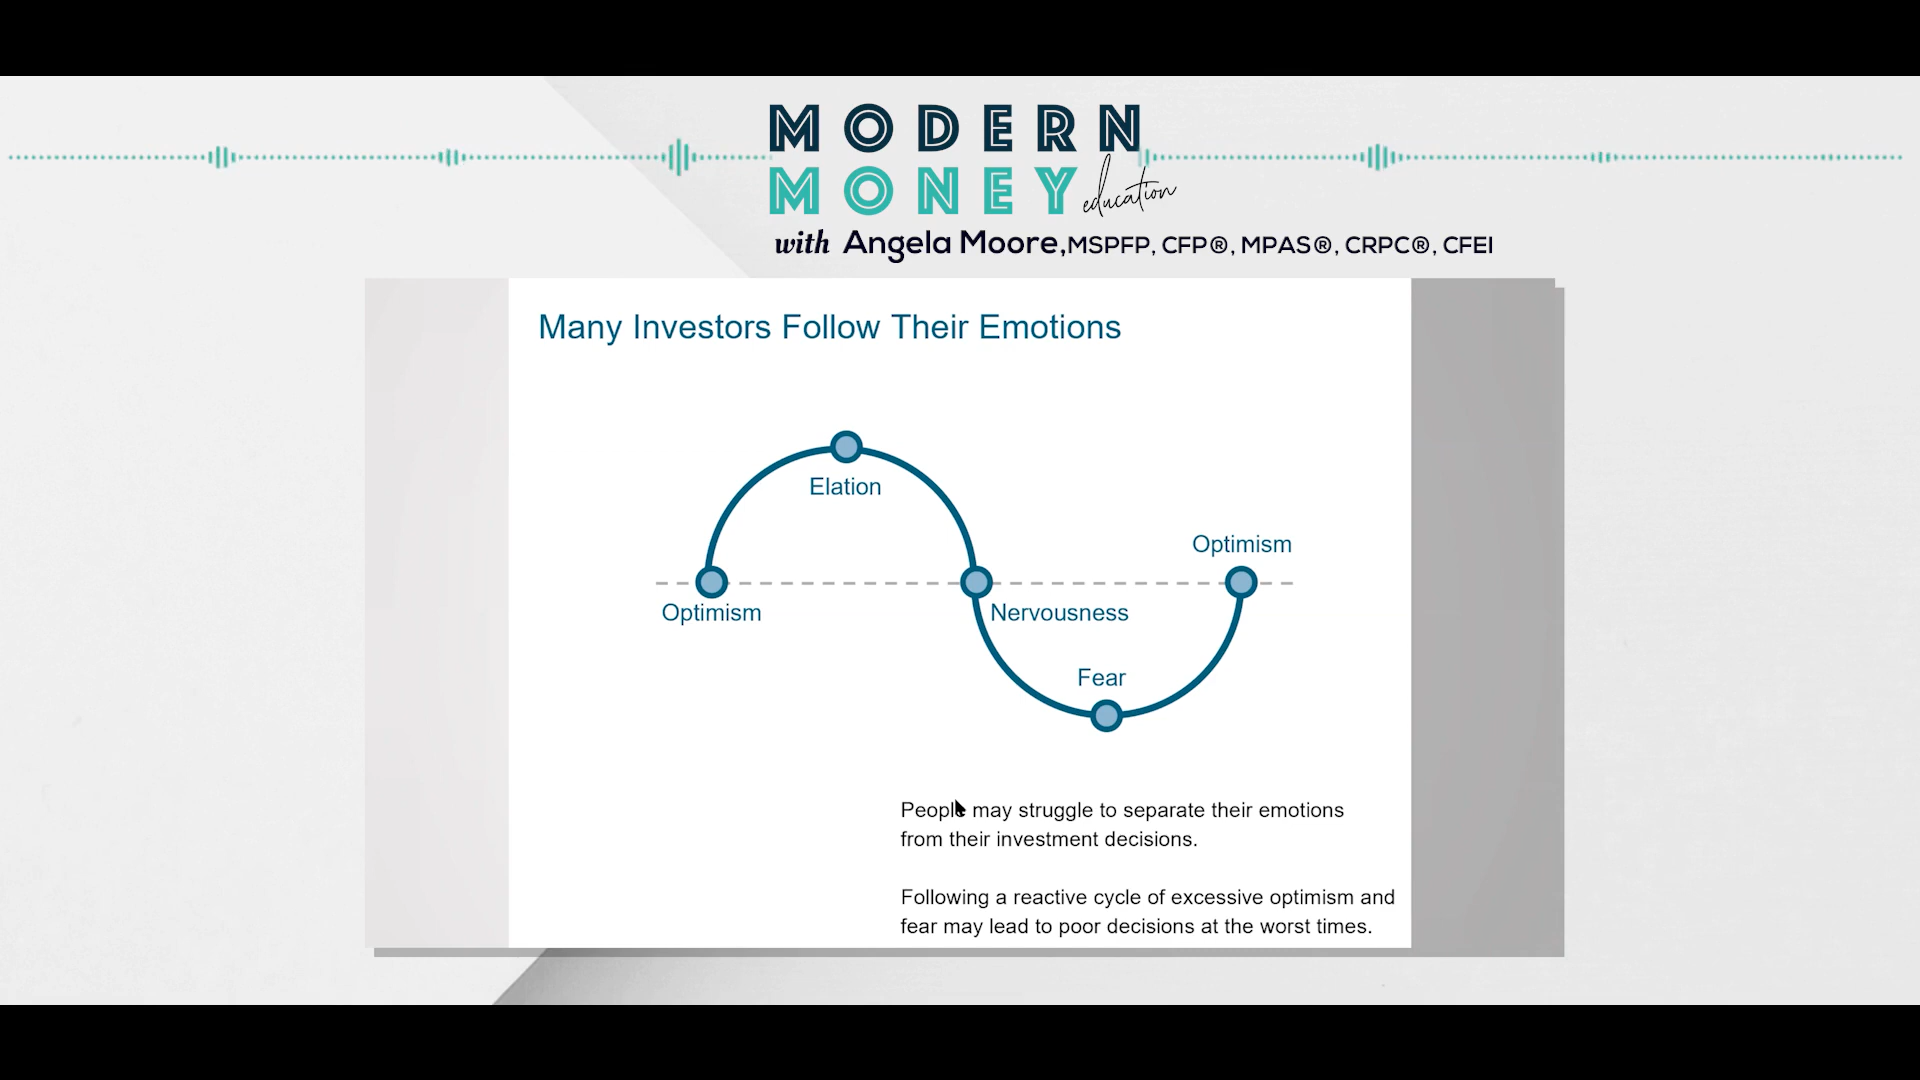 MODERN
MONEY education
with Angela Moore, MSPFP, CFP®, MPAS®, CRPC®, CFEI
Many Investors Follow Their Emotions
Elation
Optimism
Optimism
Nervousness
Fear
People may struggle to separate their emotions
from their investment decisions.
Following a reactive cycle of excessive optimism and
fear may lead to poor decisions at the worst times.